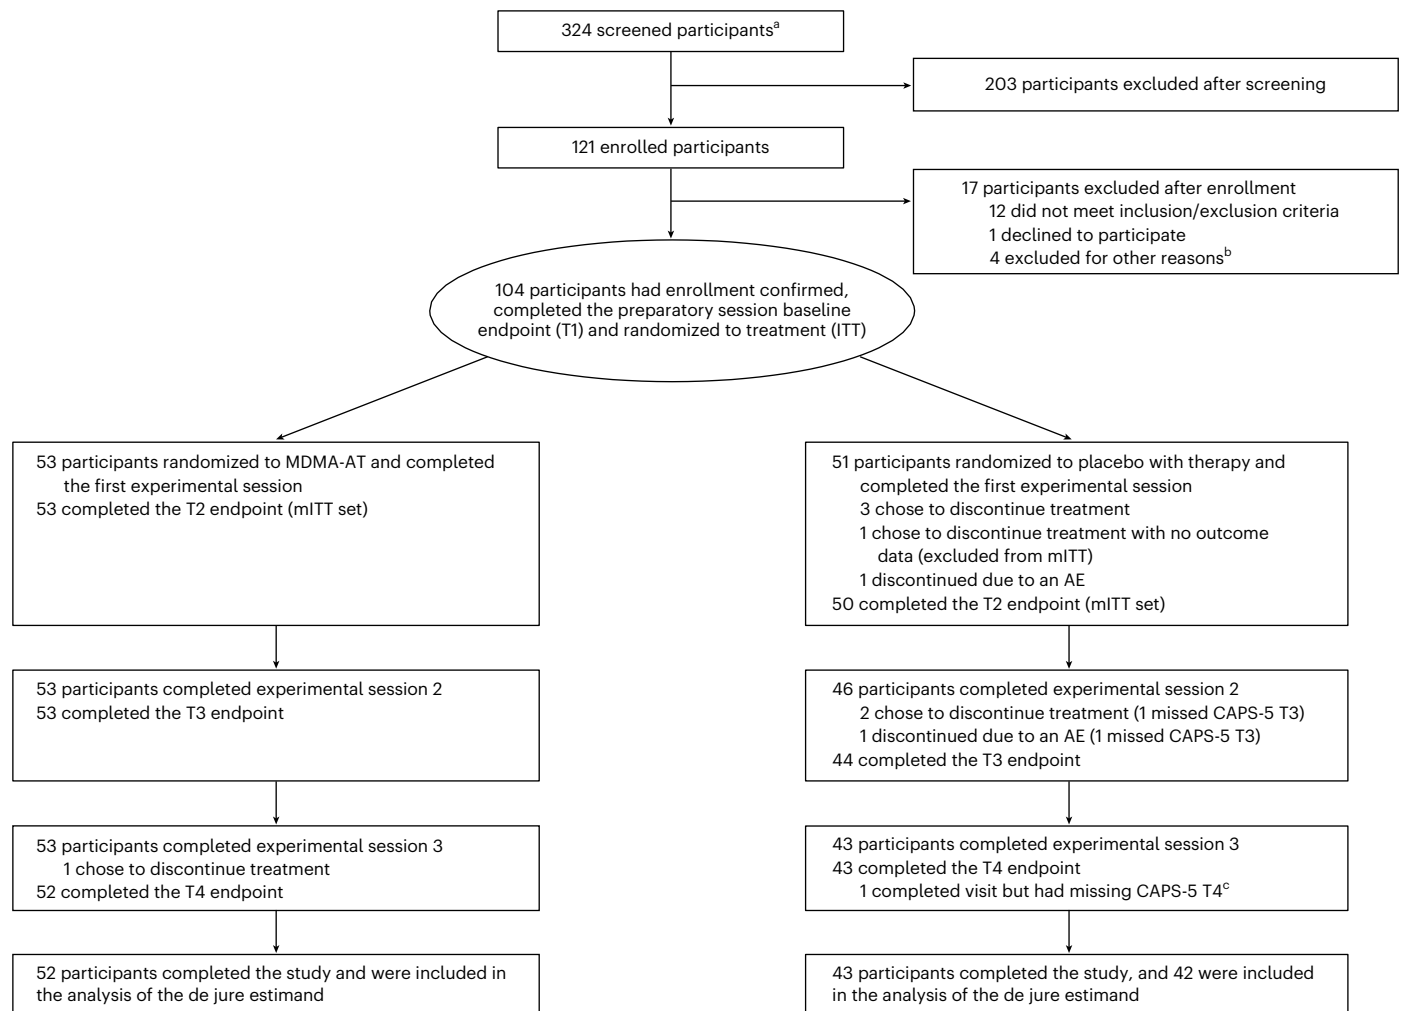 324 screened participantsᵃ
203 participants excluded after screening
121 enrolled participants
17 participants excluded after enrollment
12 did not meet inclusion/exclusion criteria
1 declined to participate
4 excluded for other reasonsᵇ
104 participants had enrollment confirmed,
completed the preparatory session baseline
endpoint (T1) and randomized to treatment (ITT)
53 participants randomized to MDMA-AT and completed
the first experimental session
53 completed the T2 endpoint (mITT set)
51 participants randomized to placebo with therapy and
completed the first experimental session
3 chose to discontinue treatment
1 chose to discontinue treatment with no outcome
data (excluded from mITT)
1 discontinued due to an AE
50 completed the T2 endpoint (mITT set)
53 participants completed experimental session 2
53 completed the T3 endpoint
46 participants completed experimental session 2
2 chose to discontinue treatment (1 missed CAPS-5 T3)
1 discontinued due to an AE (1 missed CAPS-5 T3)
44 completed the T3 endpoint
53 participants completed experimental session 3
1 chose to discontinue treatment
52 completed the T4 endpoint
43 participants completed experimental session 3
43 completed the T4 endpoint
1 completed visit but had missing CAPS-5 T4ᶜ
52 participants completed the study and were included in
the analysis of the de jure estimand
43 participants completed the study, and 42 were included
in the analysis of the de jure estimand